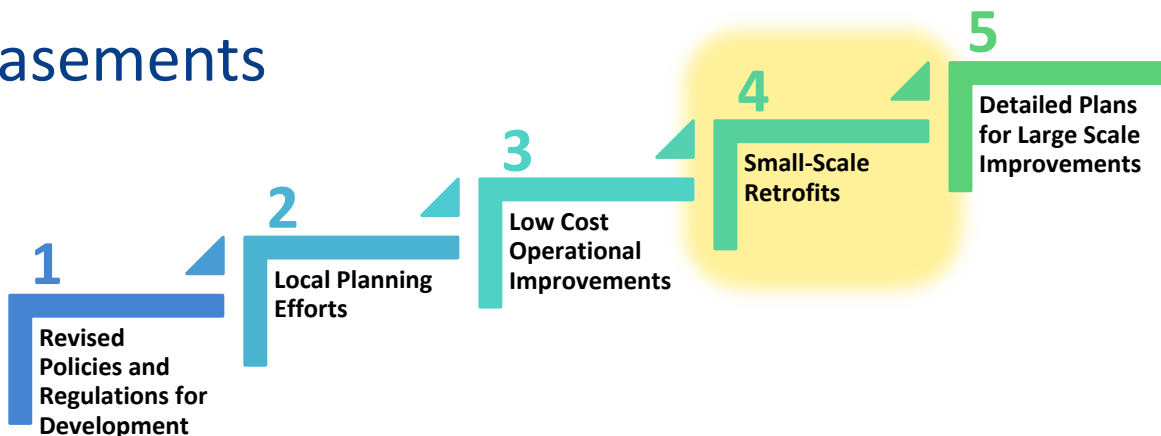 asements
1
Revised
Policies and
Regulations for
Development
2
Local Planning
Efforts
3
Low Cost
Operational
Improvements
4
Small-Scale
Retrofits
5
Detailed Plans
for Large Scale
Improvements